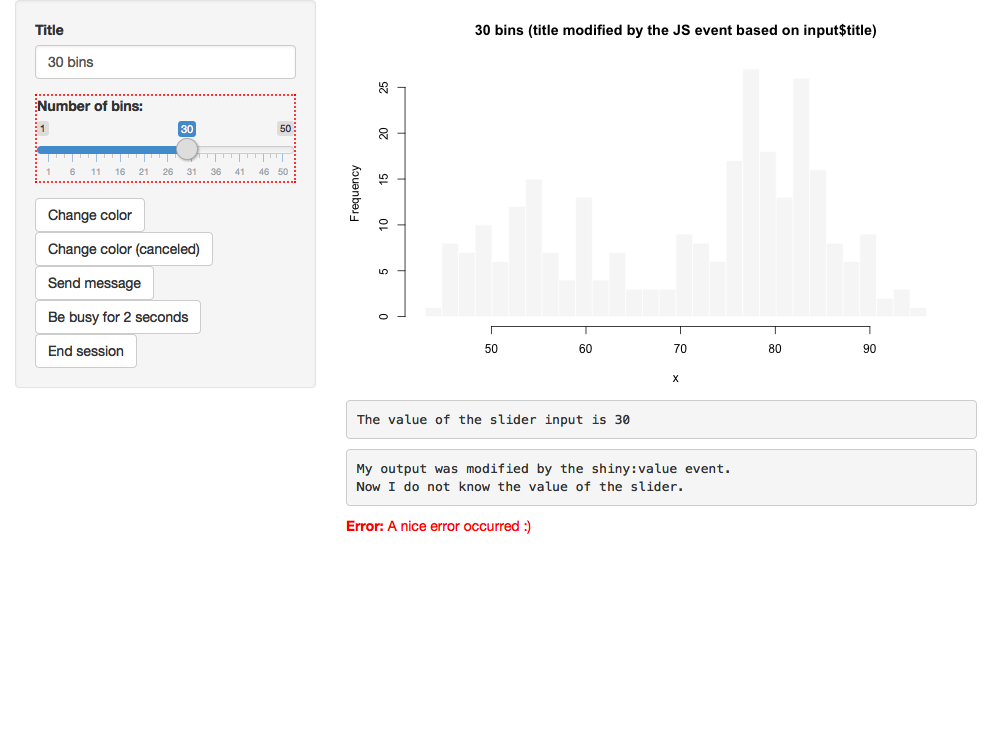 Title
30 bins
Number of bins:
1 30 50
1 6 11 16 21 26 31 36 41 46 50
Change color
Change color (canceled)
Send message
Be busy for 2 seconds
End session
30 bins (title modified by the JS event based on input$title)
Frequency
25
20
15
10
5
0
50 60 70 80 90
x
The value of the slider input is 30
My output was modified by the shiny:value event.
Now I do not know the value of the slider.
Error: A nice error occurred :)